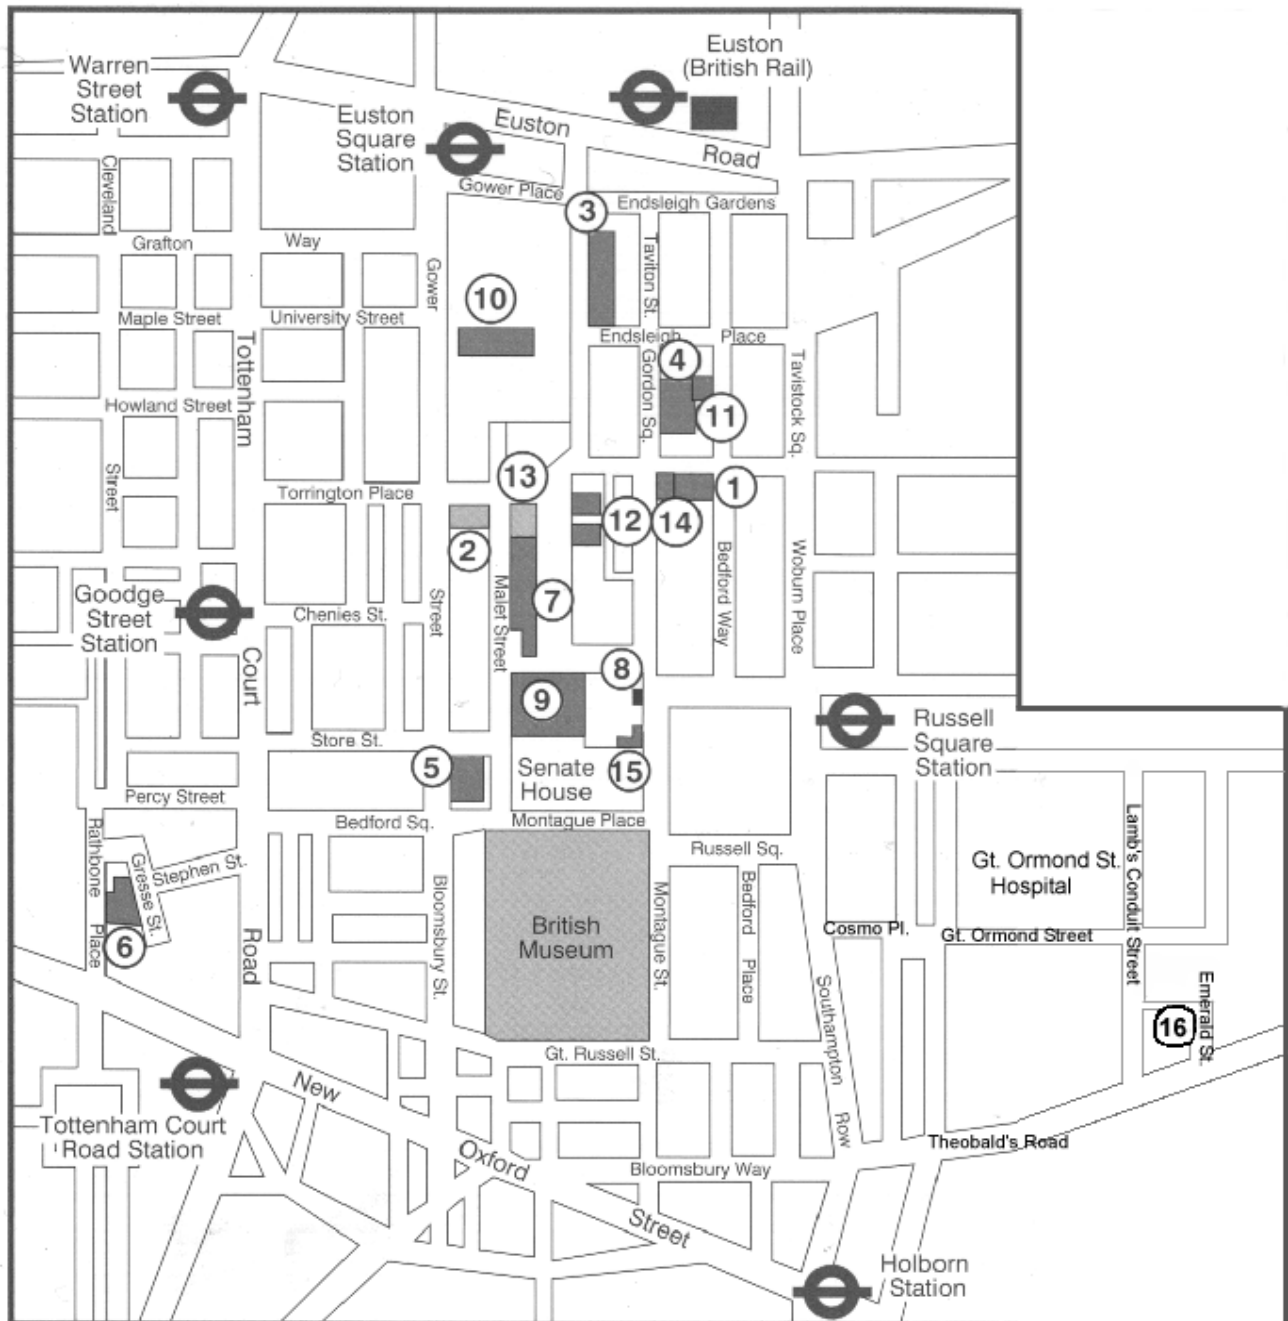 Warren
Street
Station
Euston
Square
Station
Euston
(British Rail)
Euston
Road
Gower Place
Endsleigh Gardens
3
Cleveland
Street
Grafton
Way
Gower
Street
Taviton St.
10
Maple Street
University Street
Endsleigh
Place
Tottenham
Court
Road
4
Gordon Sq.
Tavistock Sq.
Howland Street
11
13
Torrington Place
1
12
14
2
Bedford Way
Woburn Place
Goodge
Street
Station
Malet Street
7
Chenies St.
8
9
Store St.
Russell
Square
Station
5
Senate
House
15
Percy Street
Bedford Sq.
Montague Place
Rathbone
Place
Gresse St.
Stephen St.
Russell Sq.
Lamb's Conduit Street
Gt. Ormond St.
Hospital
Bloomsbury St.
British
Museum
Montague St.
Bedford
Place
Cosmo Pl.
Gt. Ormond Street
6
Southampton
Row
Emerald St.
16
Gt. Russell St.
New
Oxford
Street
Tottenham Court
Road Station
Theobald's Road
Bloomsbury Way
Holborn
Station